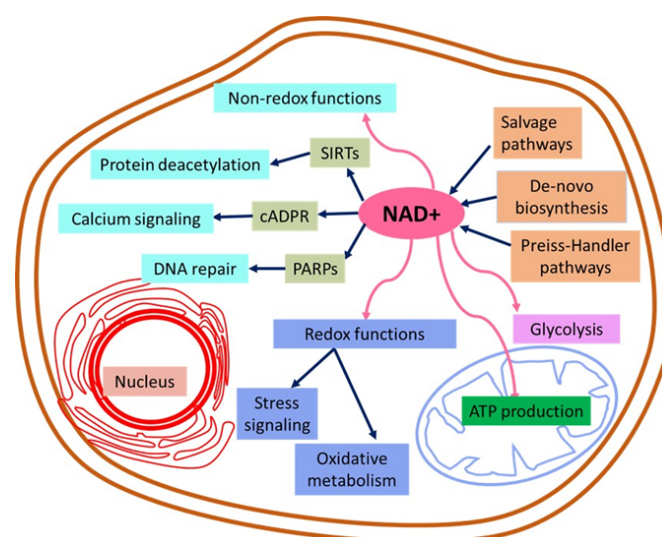 Non-redox functions
Salvage
pathways
SIRTs
Protein deacetylation
De-novo
biosynthesis
NAD+
cADPR
Calcium signaling
Preiss-Handler
pathways
PARPs
DNA repair
Redox functions
Glycolysis
Nucleus
Stress
signaling
ATP production
Oxidative
metabolism